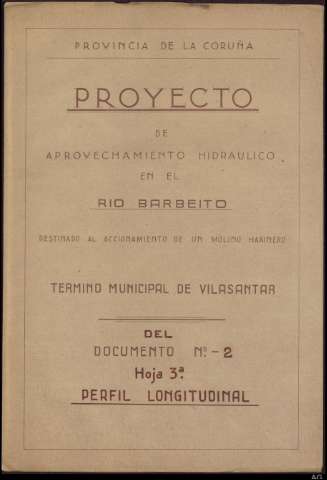 PROVINCIA DE LA CORUÑA
PROYECTO
DE
APROVECHAMIENTO HIDRAULICO
EN EL
RIO BARBEITO
DESTINADO AL ACCIONAMIENTO DE UN MOLINO HARINERO
TERMINO MUNICIPAL DE VILASANTAR
DEL
DOCUMENTO Nº - 2
Hoja 3ª
PERFIL LONGITUDINAL